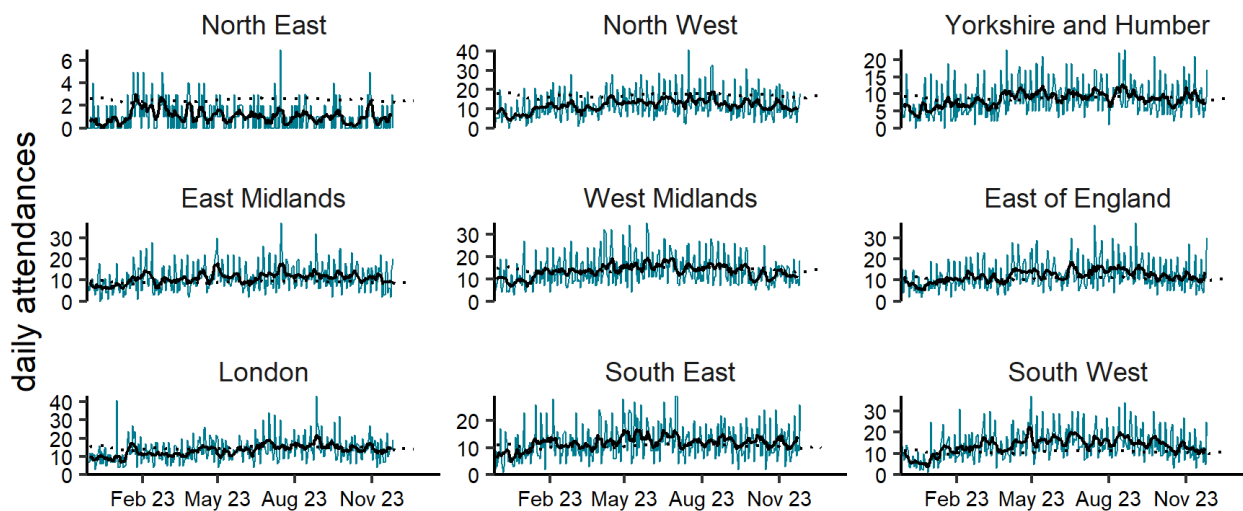 daily attendances
North East
6
4
2
0
North West
40
30
20
10
0
Yorkshire and Humber
20
15
10
5
0
East Midlands
30
20
10
0
West Midlands
30
20
10
0
East of England
30
20
10
0
London
40
30
20
10
0
South East
20
10
0
South West
30
20
10
0
Feb 23 May 23 Aug 23 Nov 23
Feb 23 May 23 Aug 23 Nov 23
Feb 23 May 23 Aug 23 Nov 23